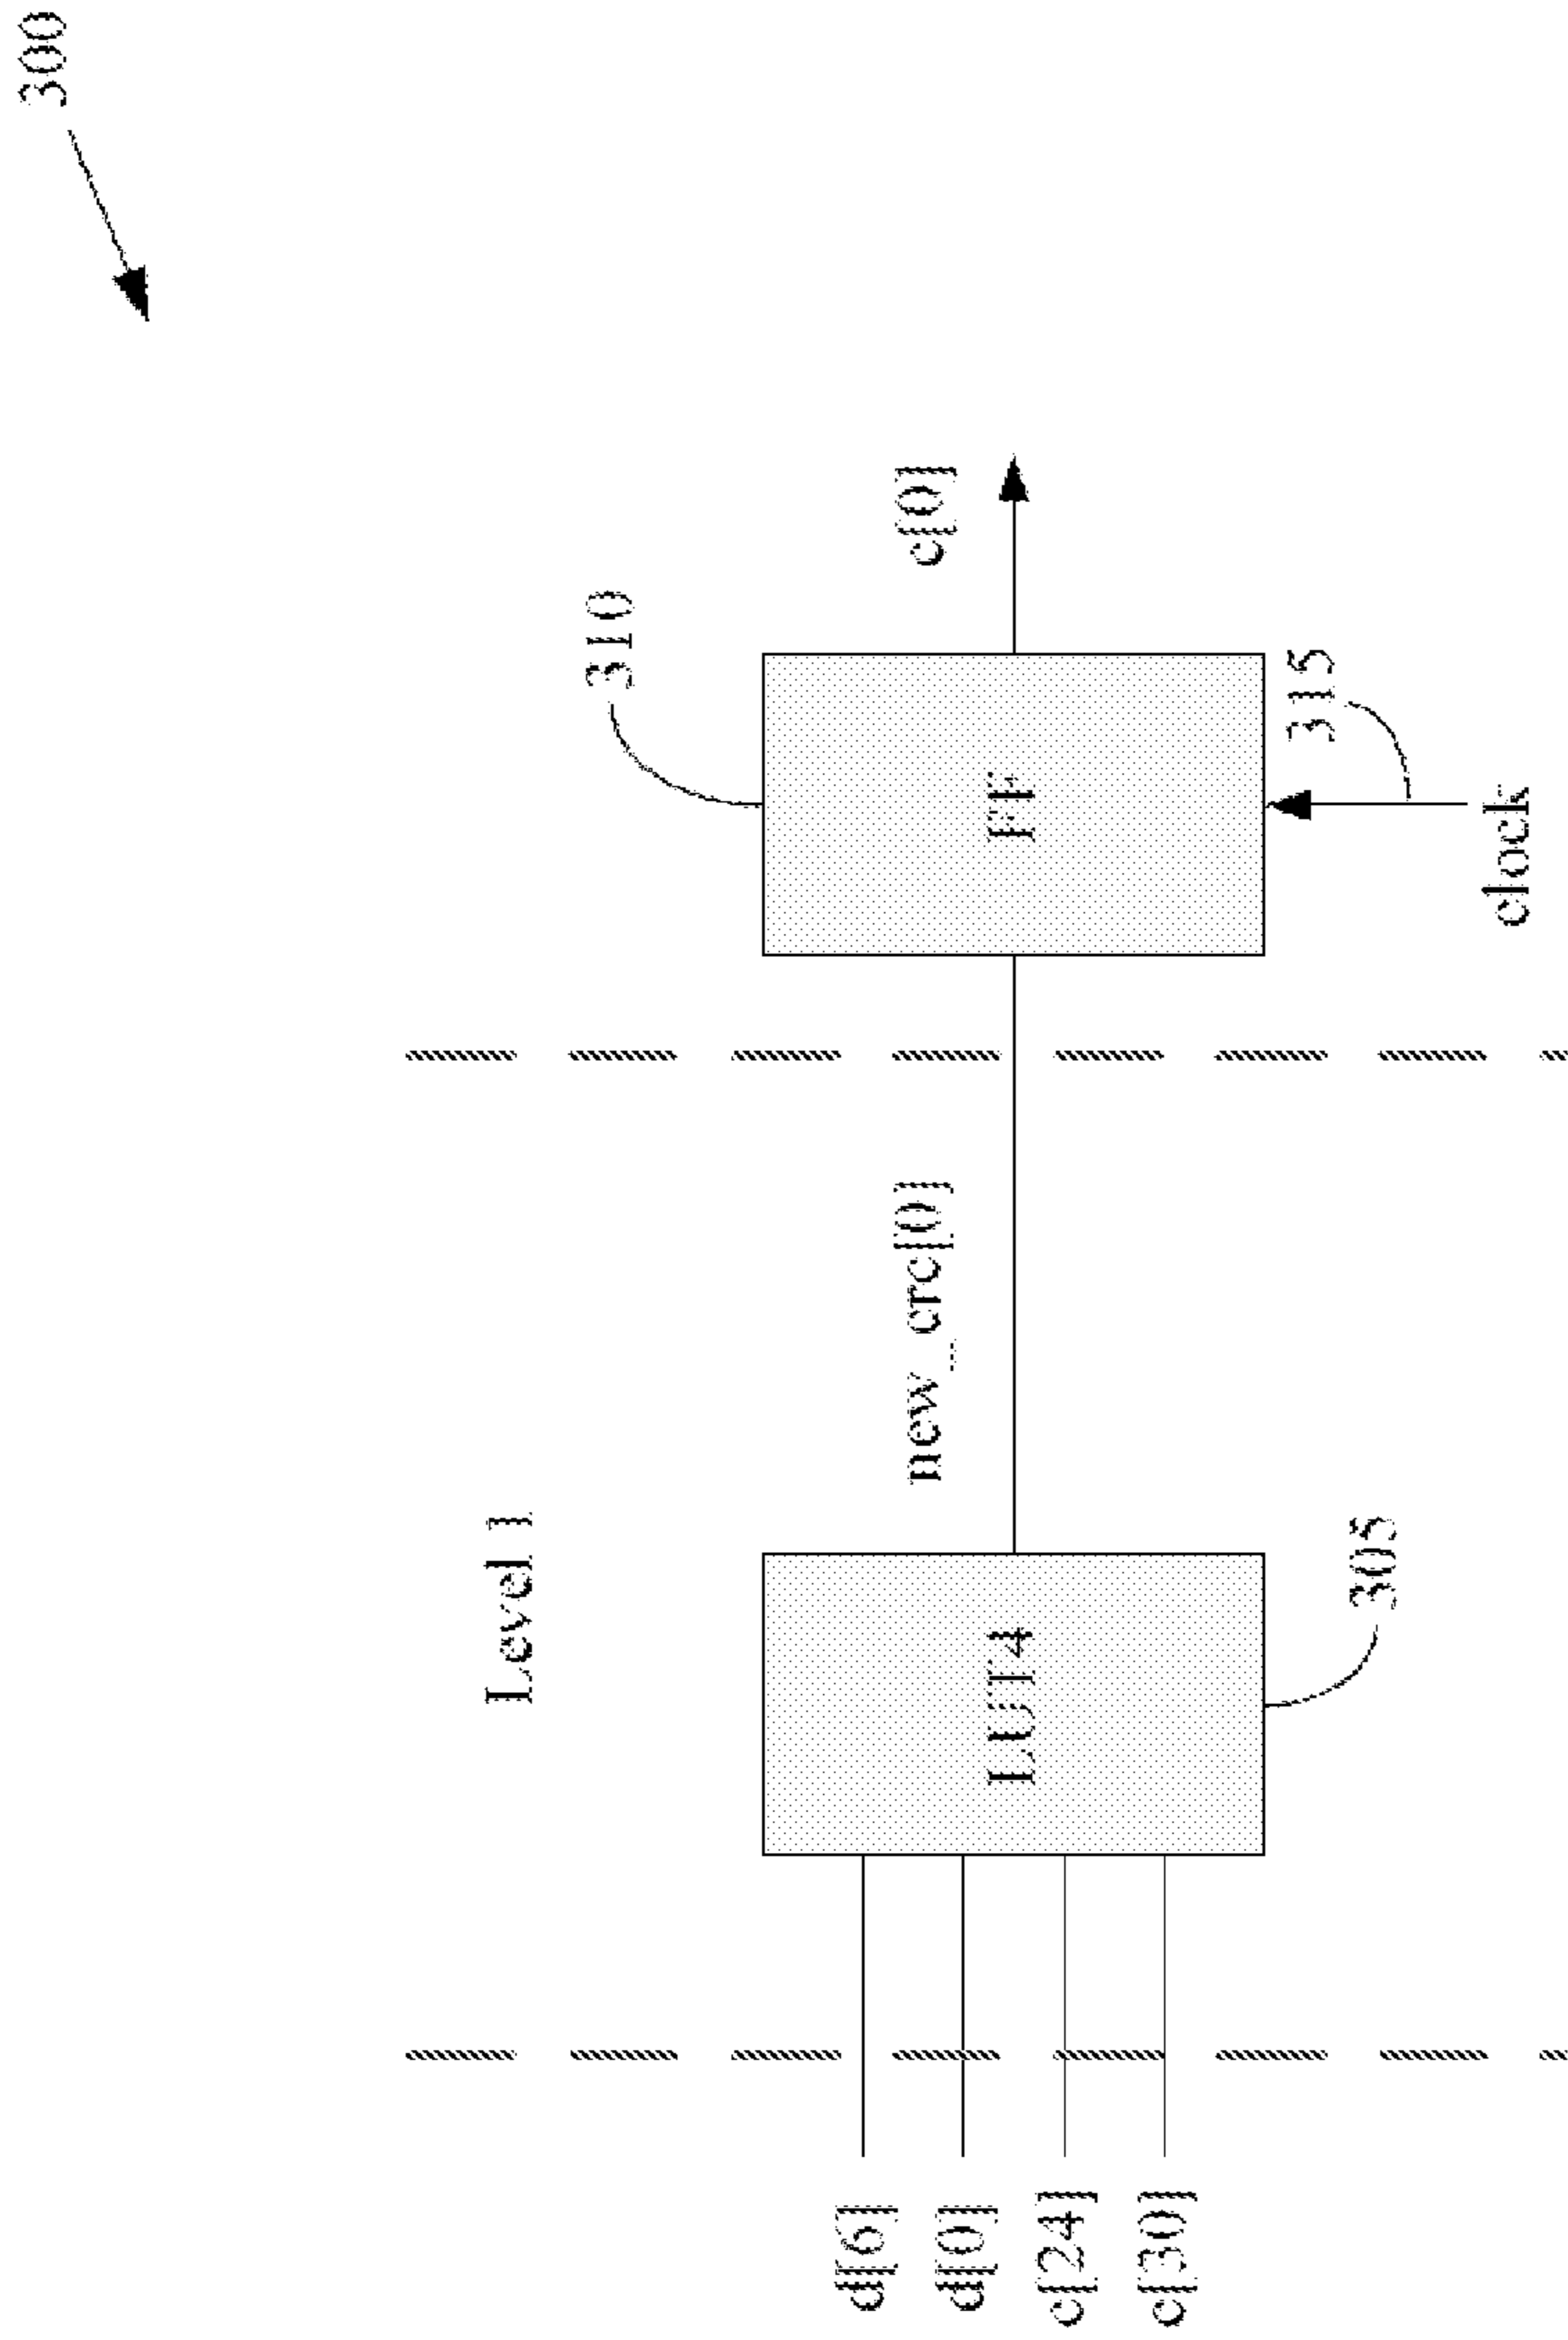 300
Level 1
310
d[6]
d[0]
c[24]
c[30]
LUT4
new_crc[0]
FF
c[0]
305
315
clock